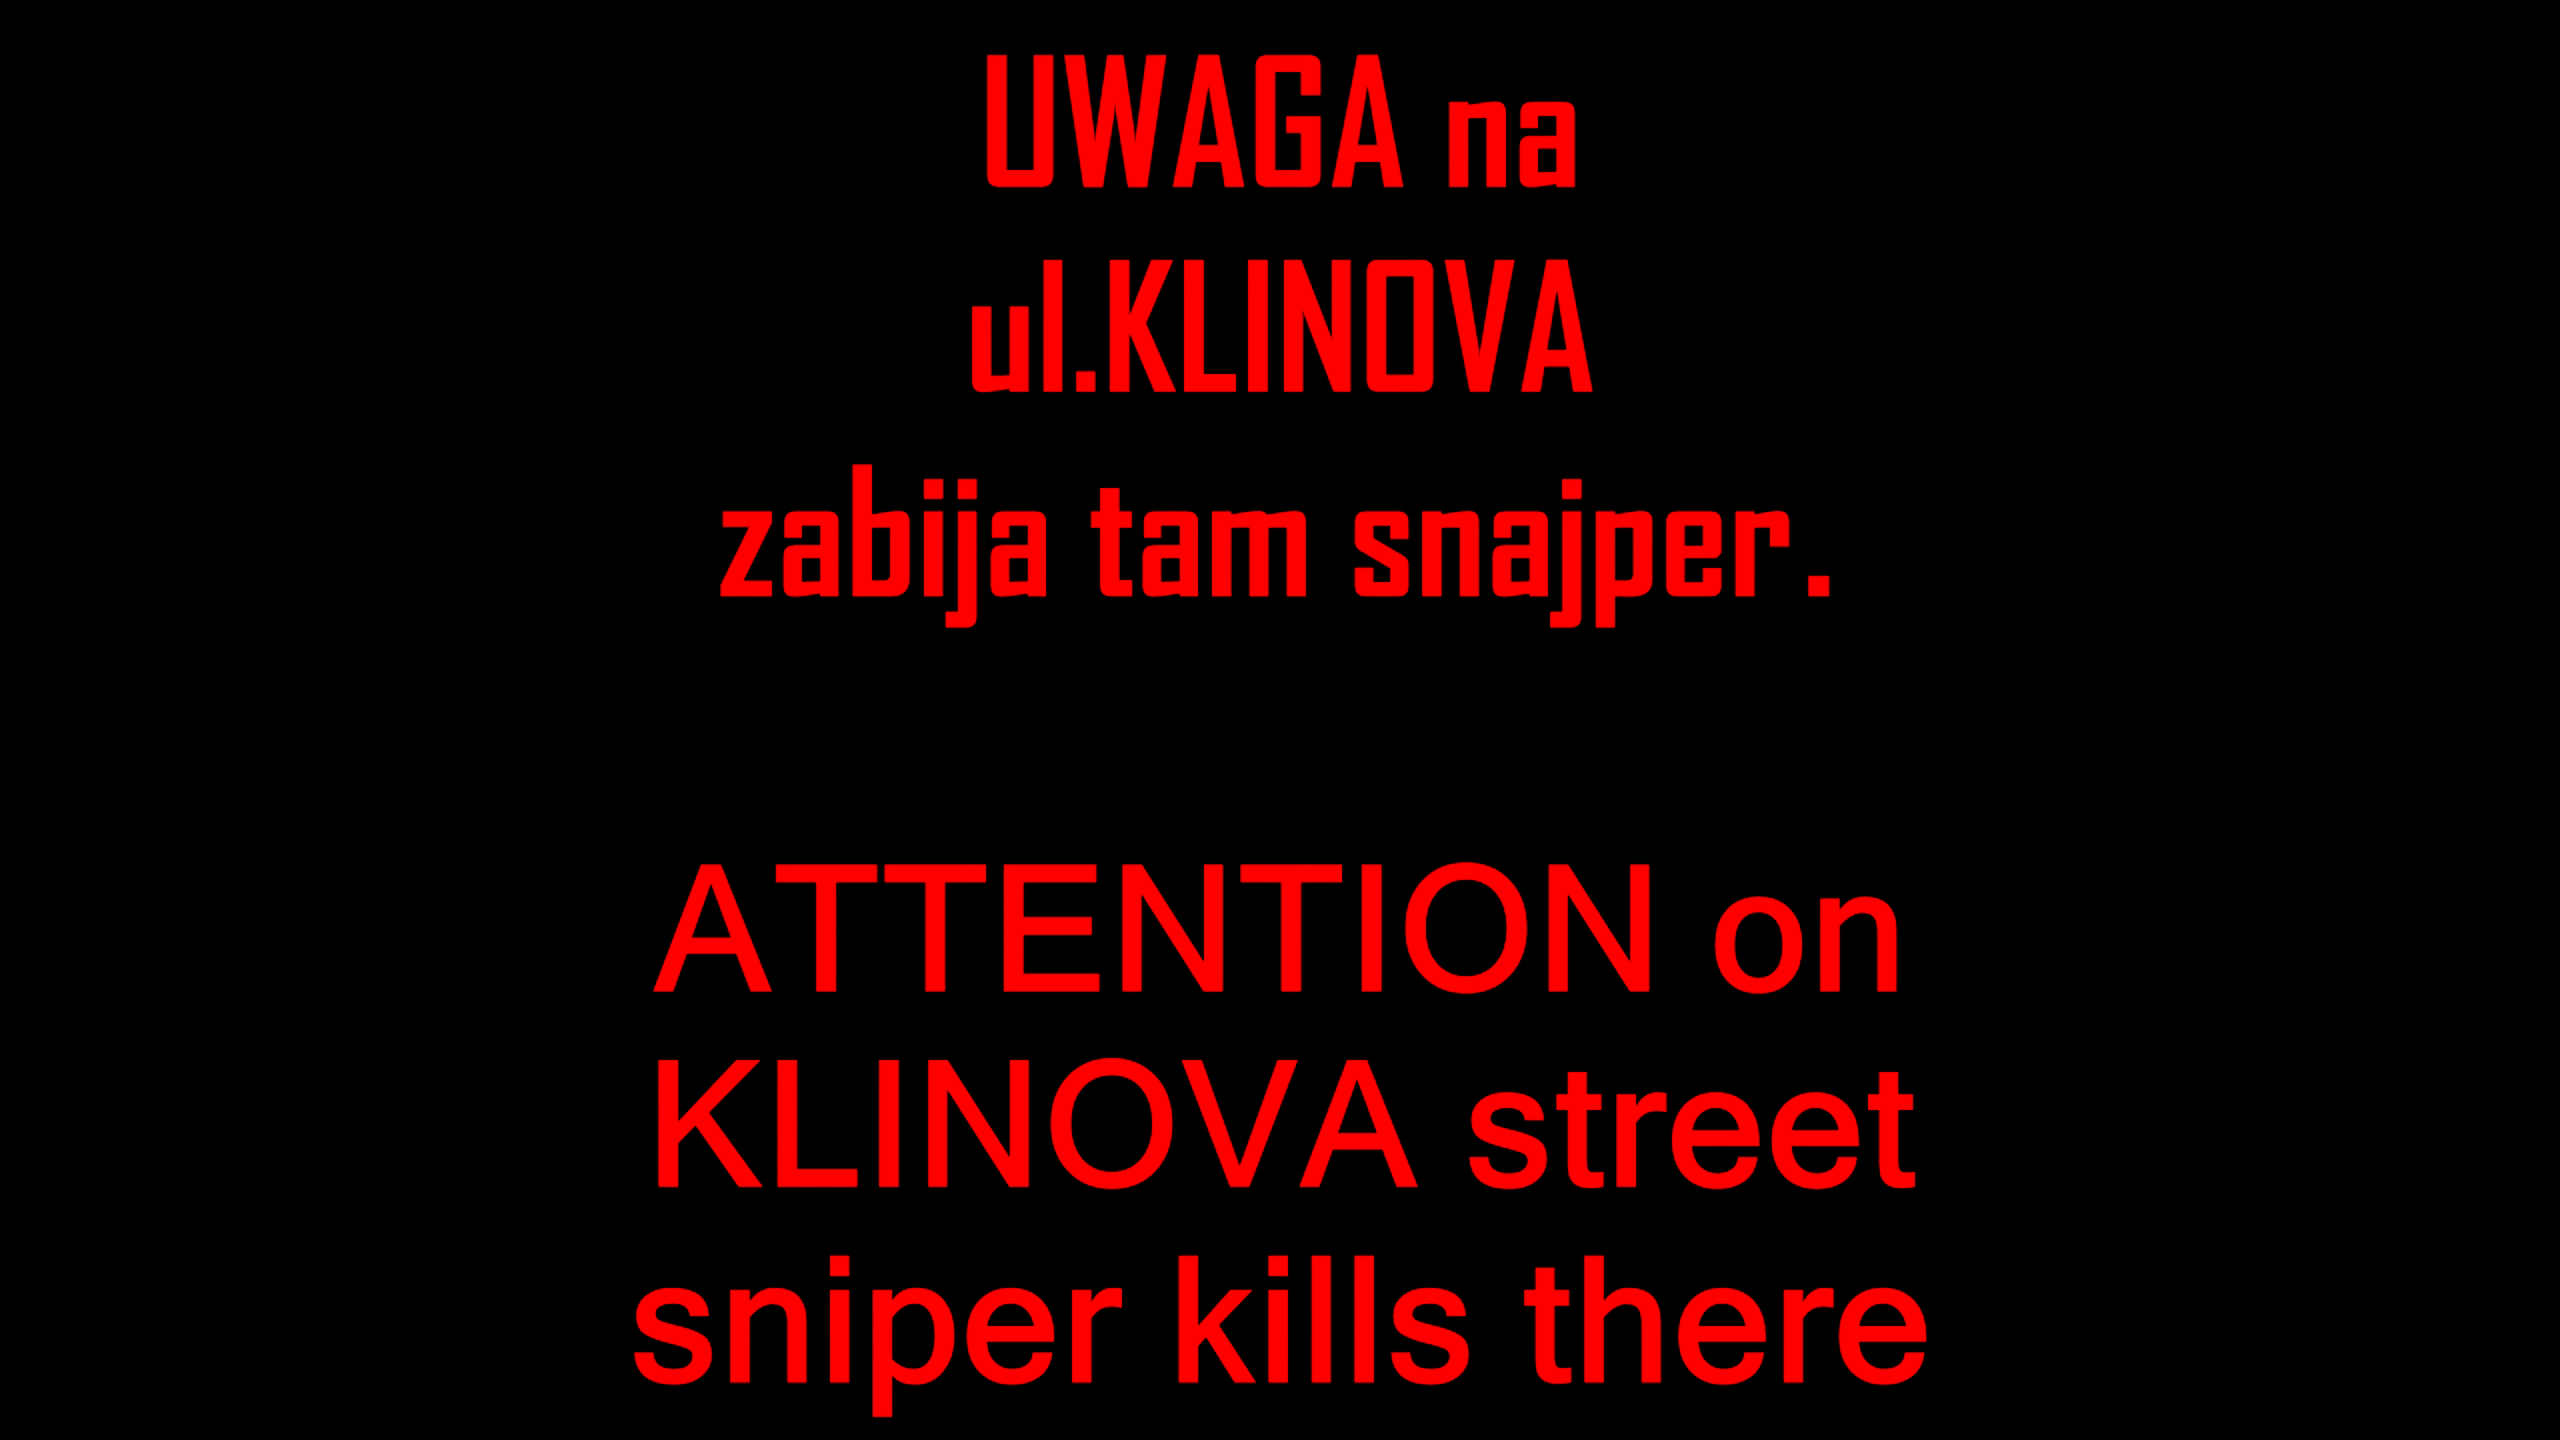 UWAGA na
ul.KLINOVA
zabija tam snajper.
ATTENTION on
KLINOVA street
sniper kills there